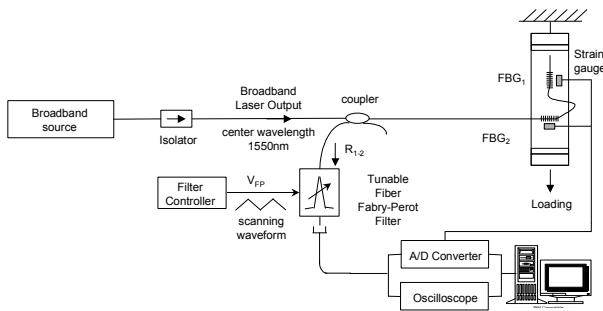 Broadband
source
Isolator
Broadband
Laser Output
center wavelength
1550nm
coupler
FBG1
Strain
gauge
FBG2
Loading
R1-2
Filter
Controller
VFP
scanning
waveform
Tunable
Fiber
Fabry-Perot
Filter
A/D Converter
Oscilloscope